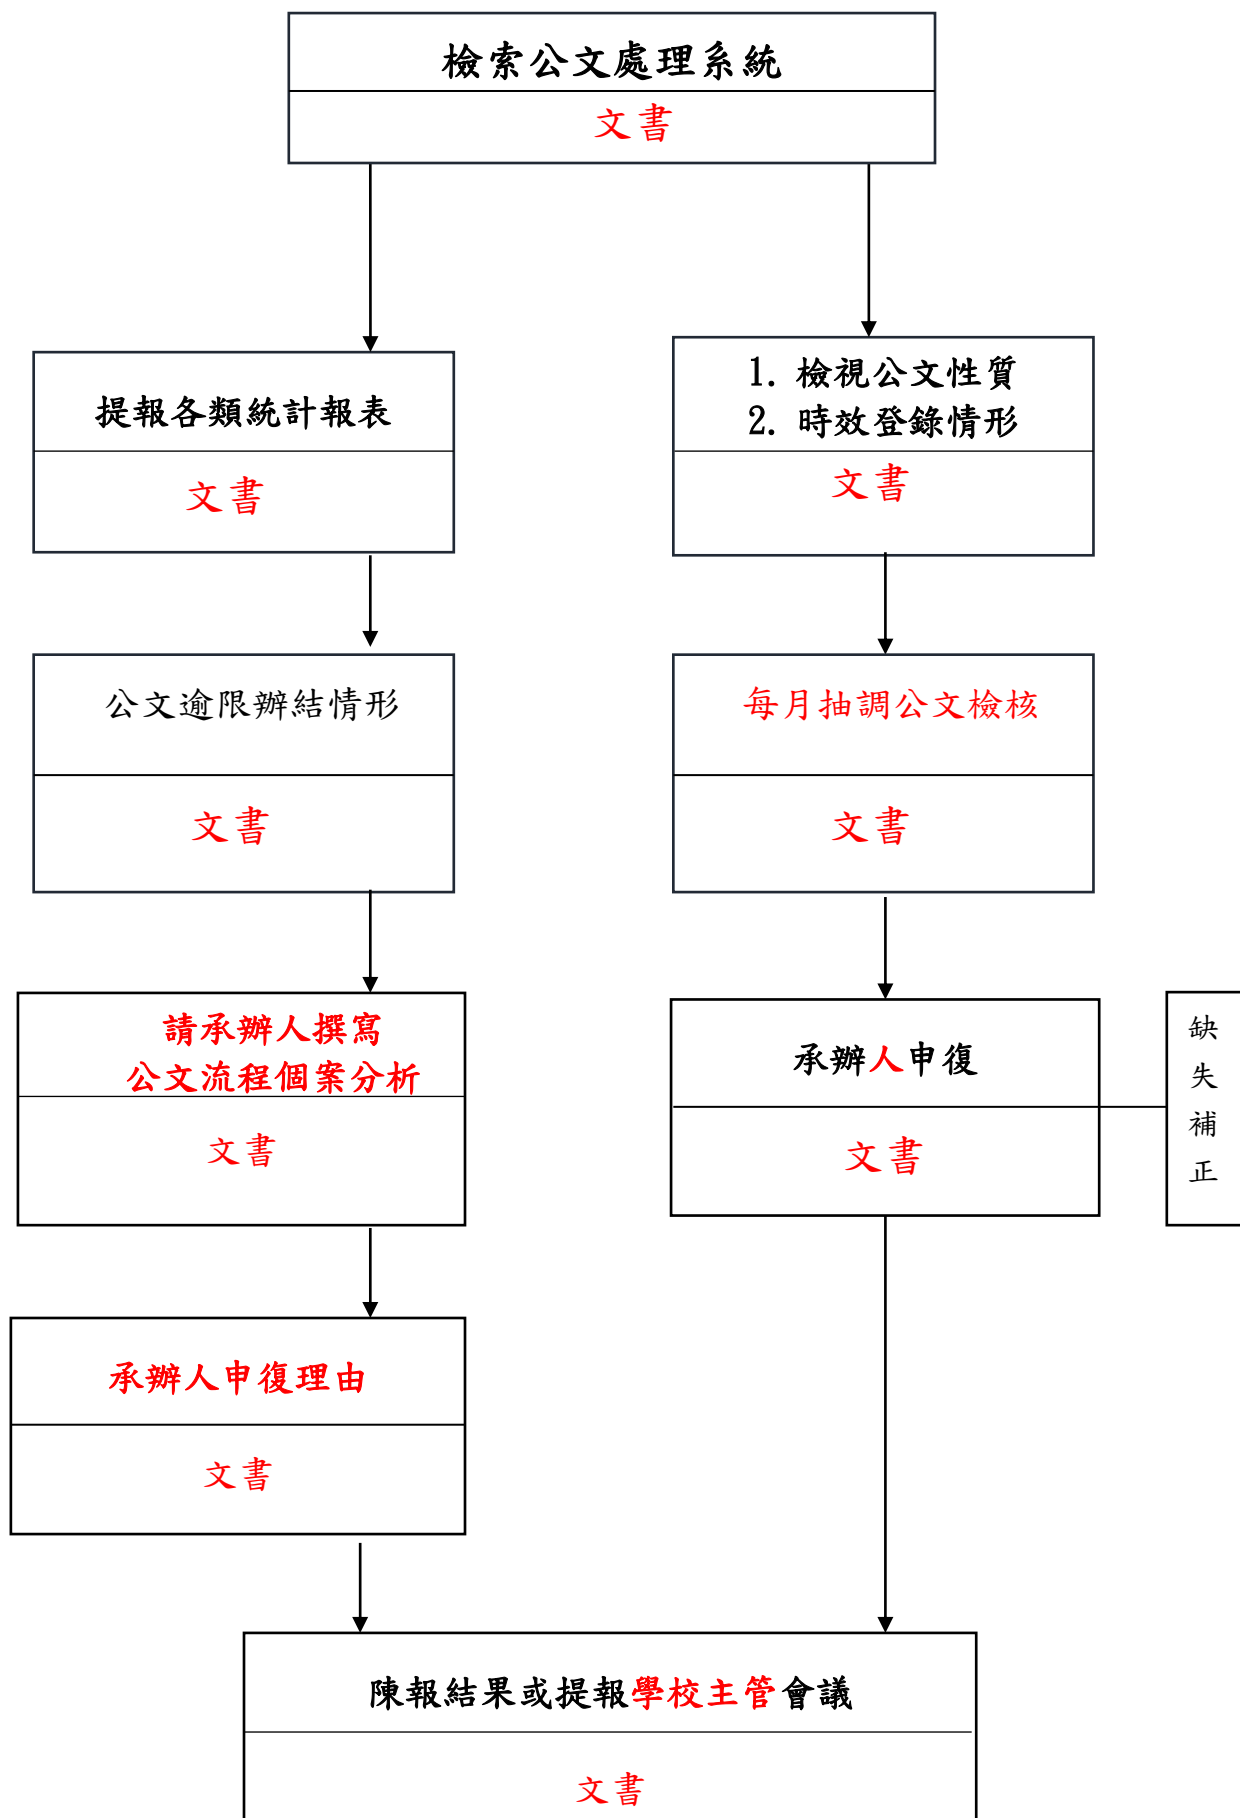 檢索公文處理系統
文書
提報各類統計報表
文書
1. 檢視公文性質
2. 時效登錄情形
文書
公文逾限辦結情形
文書
每月抽調公文檢核
文書
請承辦人撰寫
公文流程個案分析
文書
承辦人申復
文書
缺
失
補
正
承辦人申復理由
文書
陳報結果或提報學校主管會議
文書